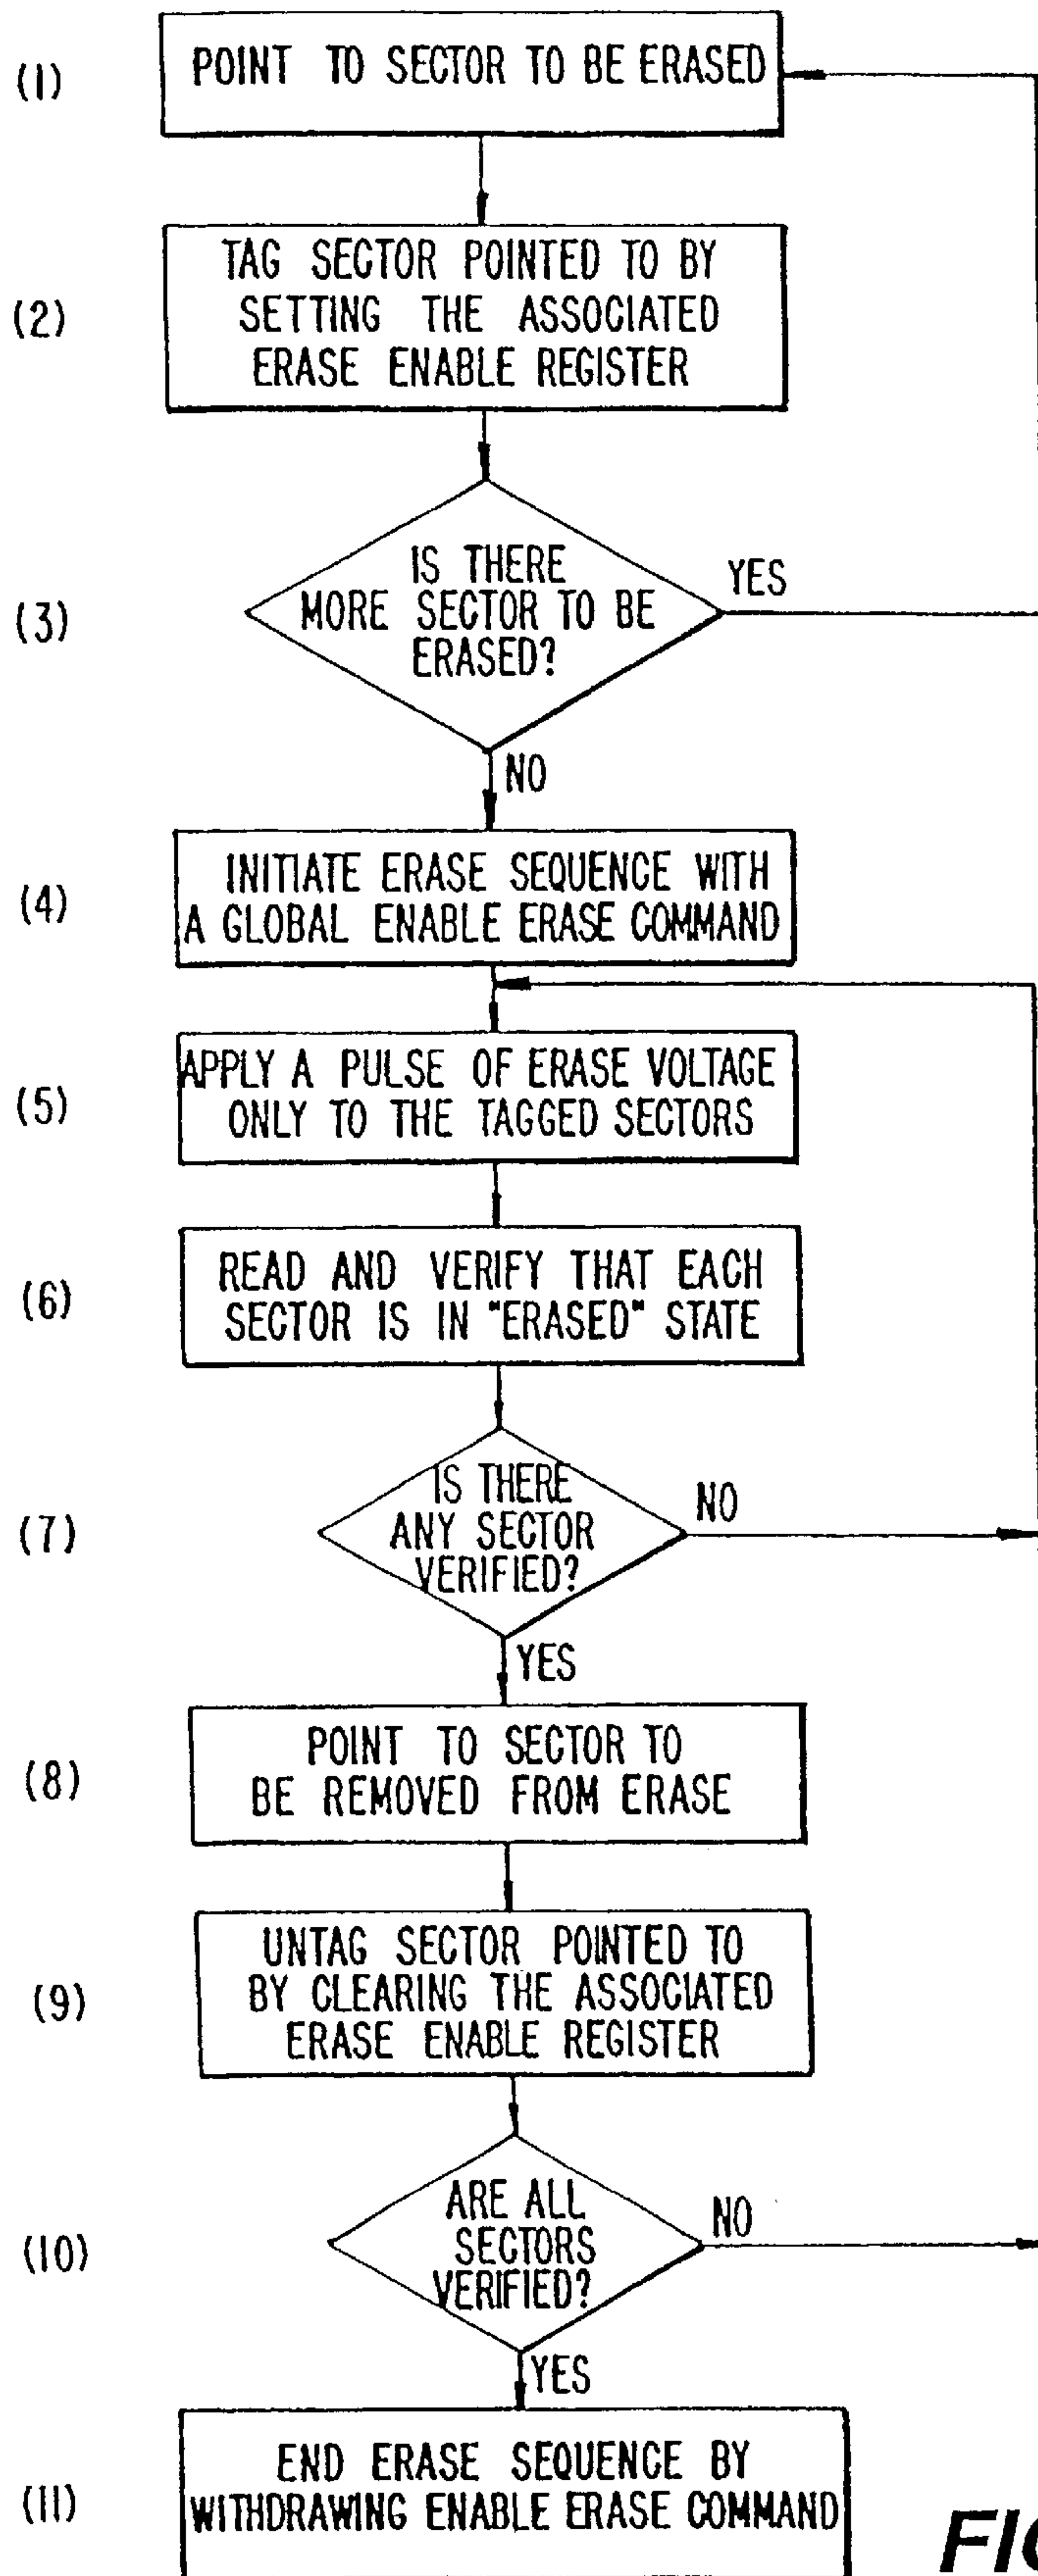 (1)
POINT TO SECTOR TO BE ERASED
(2)
TAG SECTOR POINTED TO BY
SETTING THE ASSOCIATED
ERASE ENABLE REGISTER
(3)
IS THERE
MORE SECTOR TO BE
ERASED?
YES
NO
(4)
INITIATE ERASE SEQUENCE WITH
A GLOBAL ENABLE ERASE COMMAND
(5)
APPLY A PULSE OF ERASE VOLTAGE
ONLY TO THE TAGGED SECTORS
(6)
READ AND VERIFY THAT EACH
SECTOR IS IN "ERASED" STATE
(7)
IS THERE
ANY SECTOR
VERIFIED?
NO
YES
(8)
POINT TO SECTOR TO
BE REMOVED FROM ERASE
(9)
UNTAG SECTOR POINTED TO
BY CLEARING THE ASSOCIATED
ERASE ENABLE REGISTER
(10)
ARE ALL
SECTORS
VERIFIED?
NO
YES
(11)
END ERASE SEQUENCE BY
WITHDRAWING ENABLE ERASE COMMAND